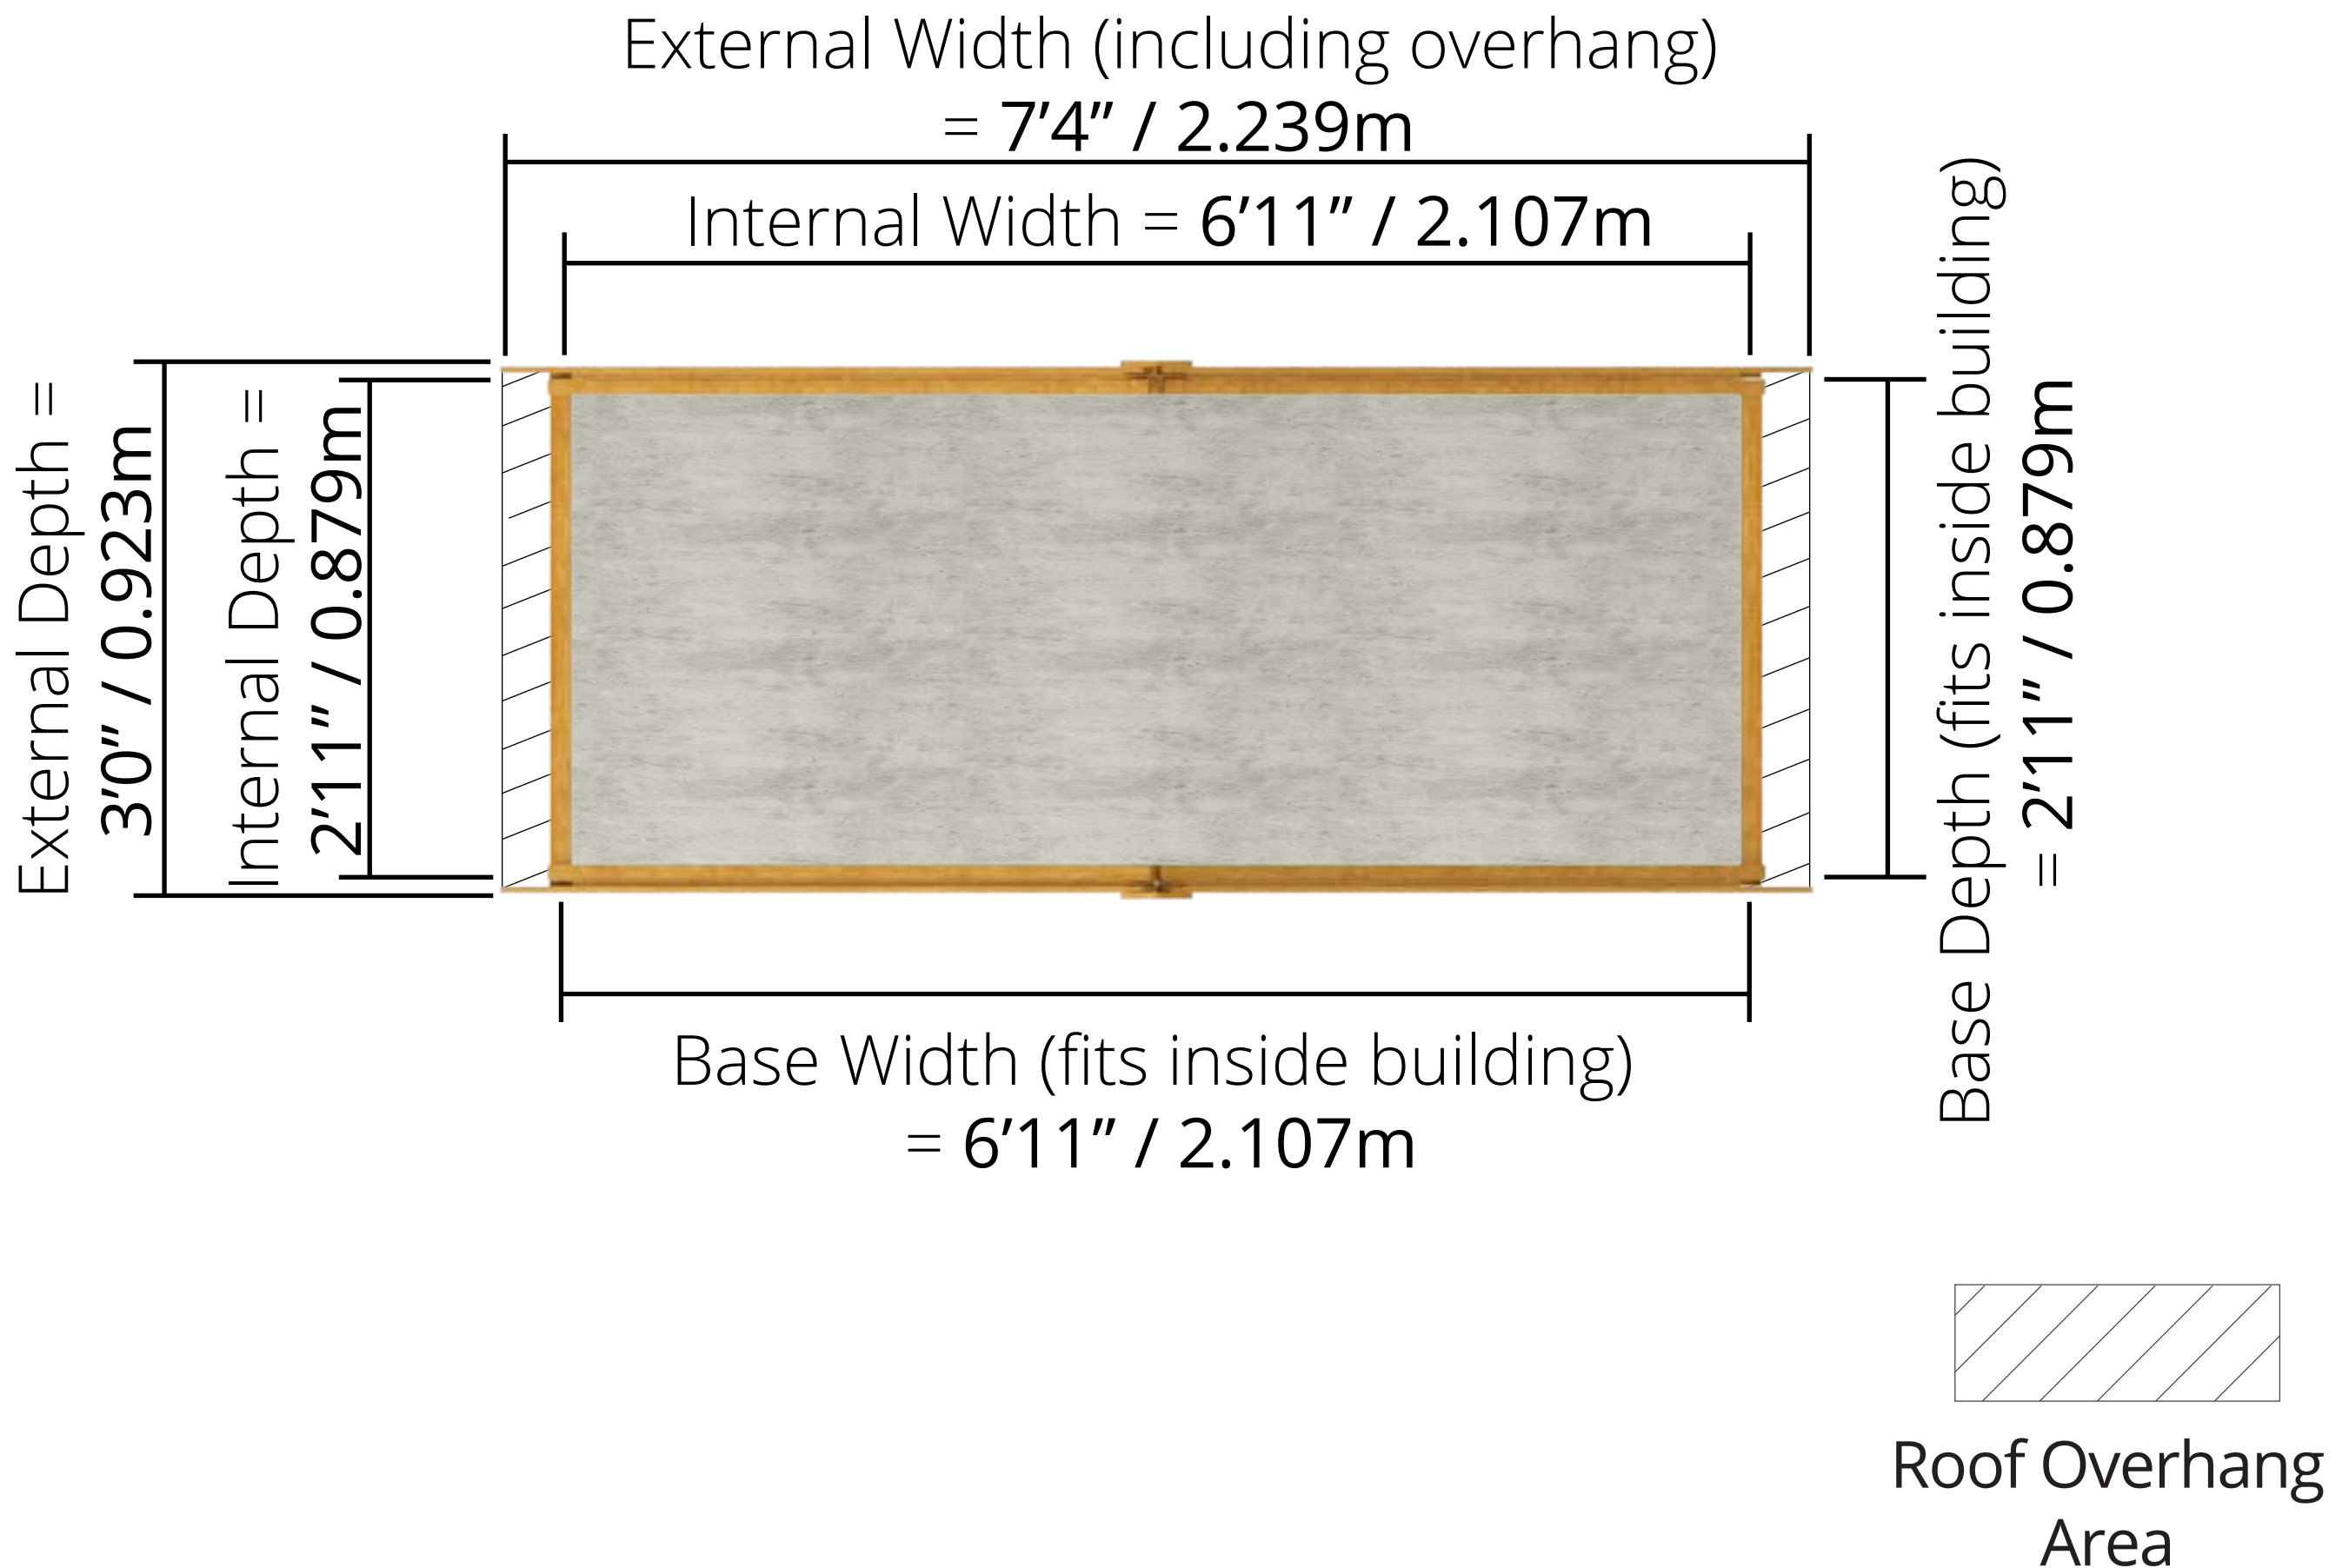 External Width (including overhang)
= 7’4” / 2.239m
Internal Width = 6’11” / 2.107m
External Depth =
3’0” / 0.923m
Internal Depth =
2’11” / 0.879m
Base Depth (fits inside building)
= 2’11” / 0.879m
Base Width (fits inside building)
= 6’11” / 2.107m
Roof Overhang
Area